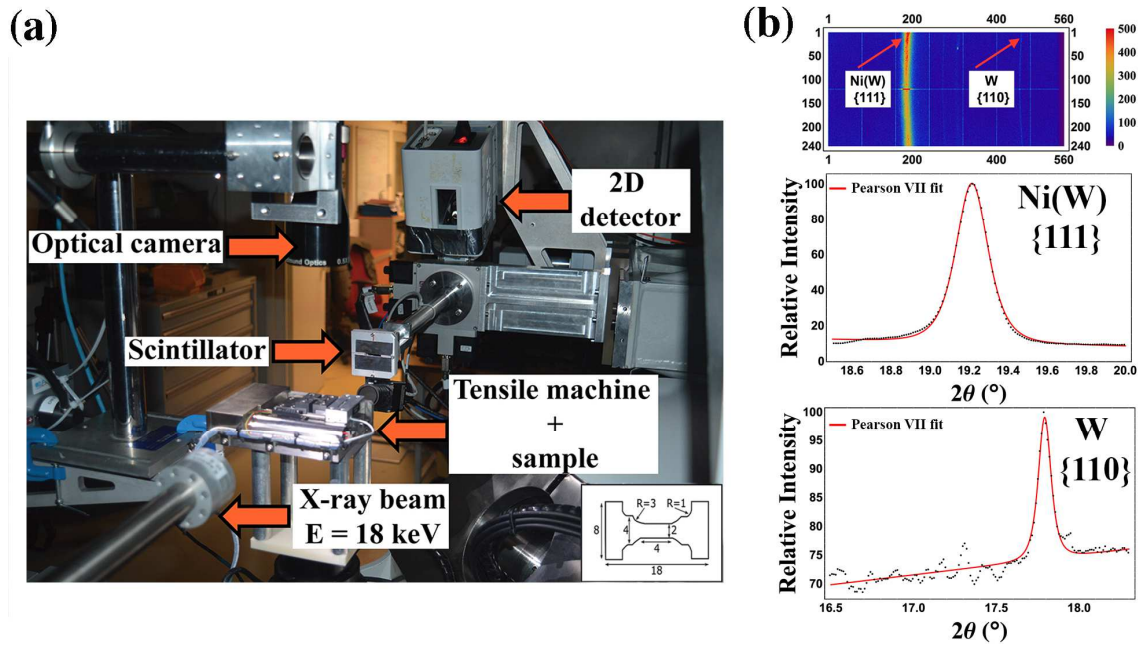 (a)
Optical camera
2D
detector
Scintillator
Tensile machine
+
sample
X-ray beam
E = 18 keV
R=3
R=1
8
4
2
4
18
(b)
1 200 400 560
1
50
100
150
200
240
Ni(W)
{111}
W
{110}
1
50
100
150
200
240
1 200 400 560
500
400
300
200
100
0
Relative Intensity
100
80
60
40
20
10
0
Pearson VII fit
Ni(W)
{111}
18.6 18.8 19.0 19.2 19.4 19.6 19.8 20.0
2θ (°)
Relative Intensity
100
95
90
85
80
75
70
Pearson VII fit
W
{110}
16.5 17.0 17.5 18.0
2θ (°)